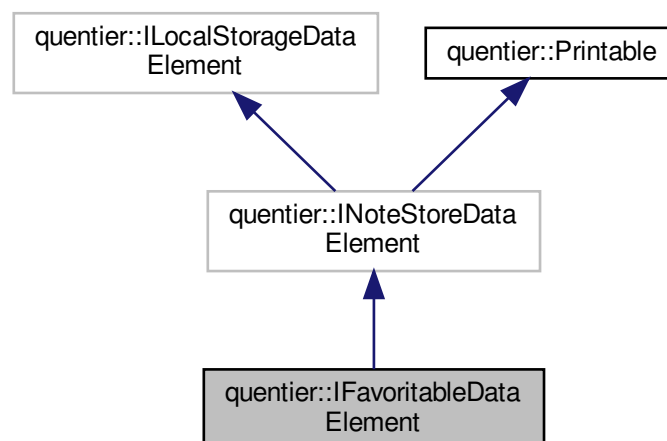 quentier::ILocalStorageData
Element
quentier::Printable
quentier::INoteStoreData
Element
quentier::IFavoritableData
Element